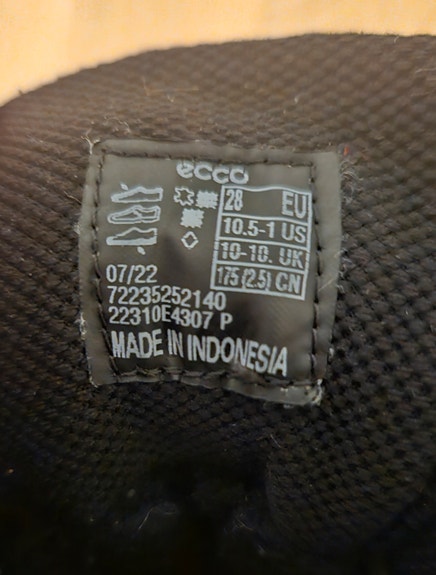 ecco
28 EU
10.5-1 US
10-10. UK
175 (2.5) CN
07/22
72235252140
22310E4307 P
MADE IN INDONESIA